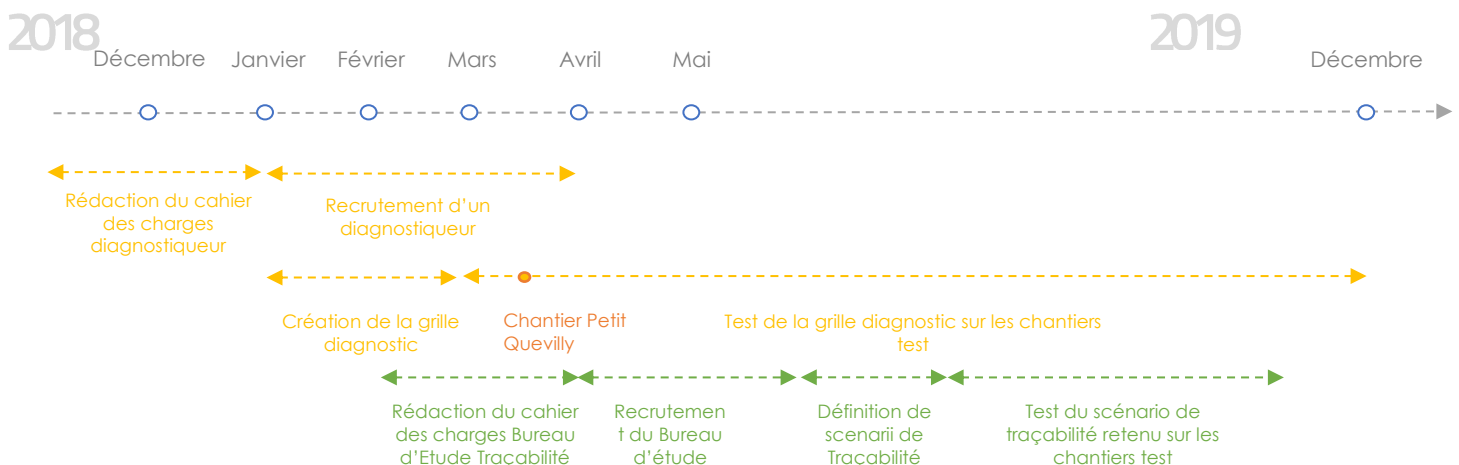 2018
2019
Décembre
Janvier
Février
Mars
Avril
Mai
Décembre
Rédaction du cahier
des charges
diagnostiqueur
Recrutement d’un
diagnostiqueur
Création de la grille
diagnostic
Chantier Petit
Quevilly
Test de la grille diagnostic sur les chantiers
test
Rédaction du cahier
des charges Bureau
d’Etude Tracabilité
Recrutemen
t du Bureau
d’étude
Définition de
scenarii de
Tracabilité
Test du scénario de
traçabilité retenu sur les
chantiers test